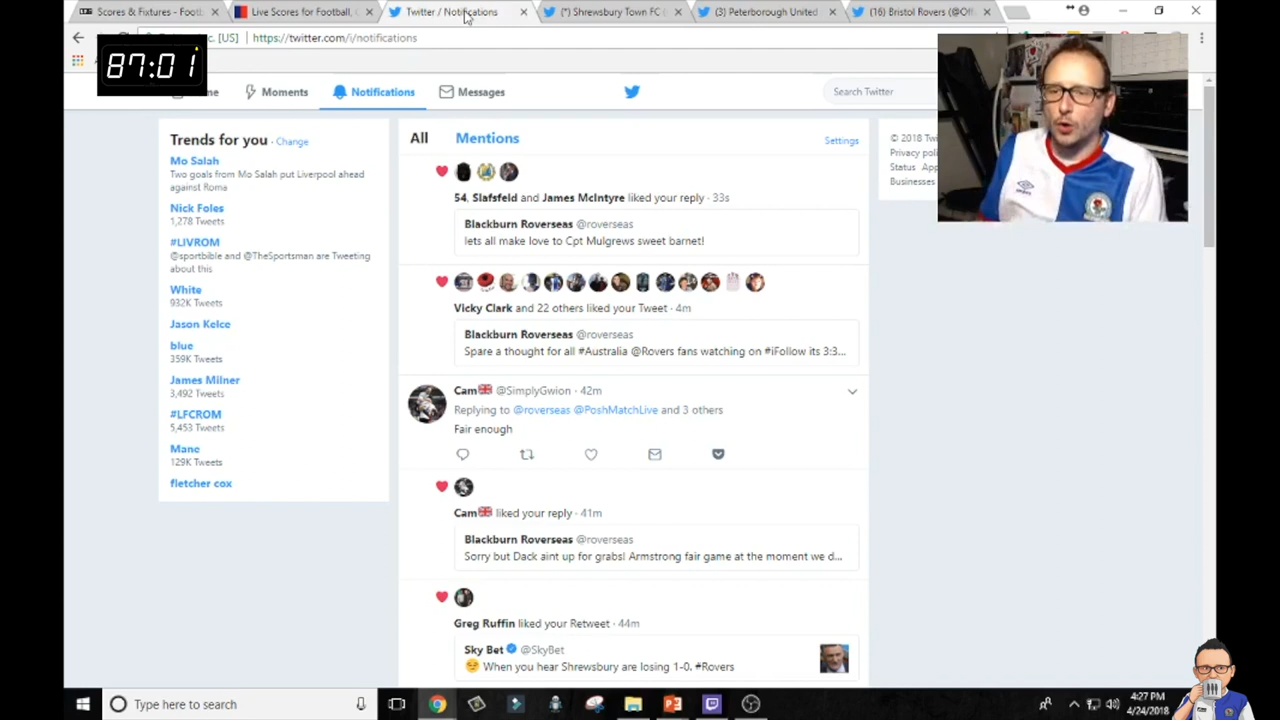 Scores & Fixtures - Footb
Live Scores for Football, C
Twitter / Notifications
(*) Shrewsbury Town FC (
(3) Peterborough United
(16) Bristol Rovers (@Offi
87:01
[US]
https://twitter.com/i/notifications
Moments
Notifications
Messages
Search Twitter
Trends for you · Change
Mo Salah
Two goals from Mo Salah put Liverpool ahead
against Roma
Nick Foles
1,278 Tweets
#LIVROM
@sportbible and @TheSportsman are Tweeting
about this
White
932K Tweets
Jason Kelce
blue
359K Tweets
James Milner
3,492 Tweets
#LFCROM
5,453 Tweets
Mane
129K Tweets
fletcher cox
All
Mentions
Settings
54, Slafsfeld and James McIntyre liked your reply · 33s
Blackburn Roverseas @roverseas
lets all make love to Cpt Mulgrews sweet barnet!
Vicky Clark and 22 others liked your Tweet · 4m
Blackburn Roverseas @roverseas
Spare a thought for all #Australia @Rovers fans watching on #iFollow its 3:3...
Cam @SimplyGwion · 42m
Replying to @roverseas @PoshMatchLive and 3 others
Fair enough
Cam liked your reply · 41m
Blackburn Roverseas @roverseas
Sorry but Dack aint up for grabs! Armstrong fair game at the moment we d...
Greg Ruffin liked your Retweet · 44m
Sky Bet @SkyBet
When you hear Shrewsbury are losing 1-0. #Rovers
© 2018 Twi
Privacy poli
Status App
Businesses
Type here to search
4:27 PM
4/24/2018